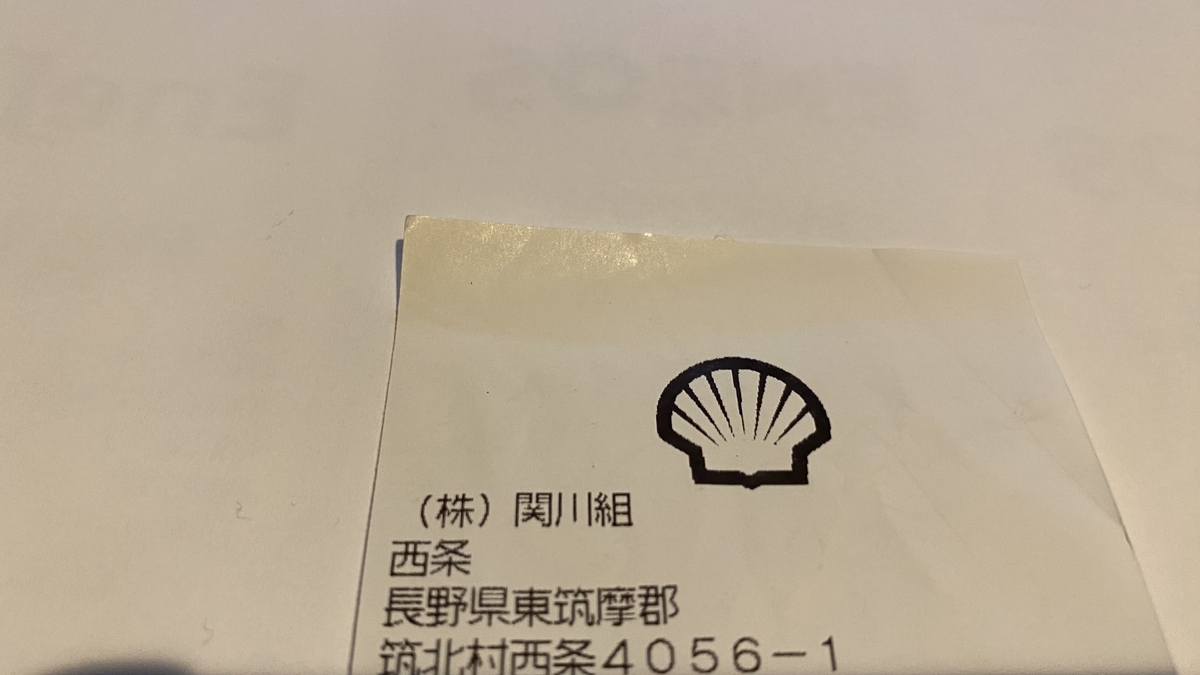 （株）関川組
西条
長野県東筑摩郡
筑北村西条４０５６－１